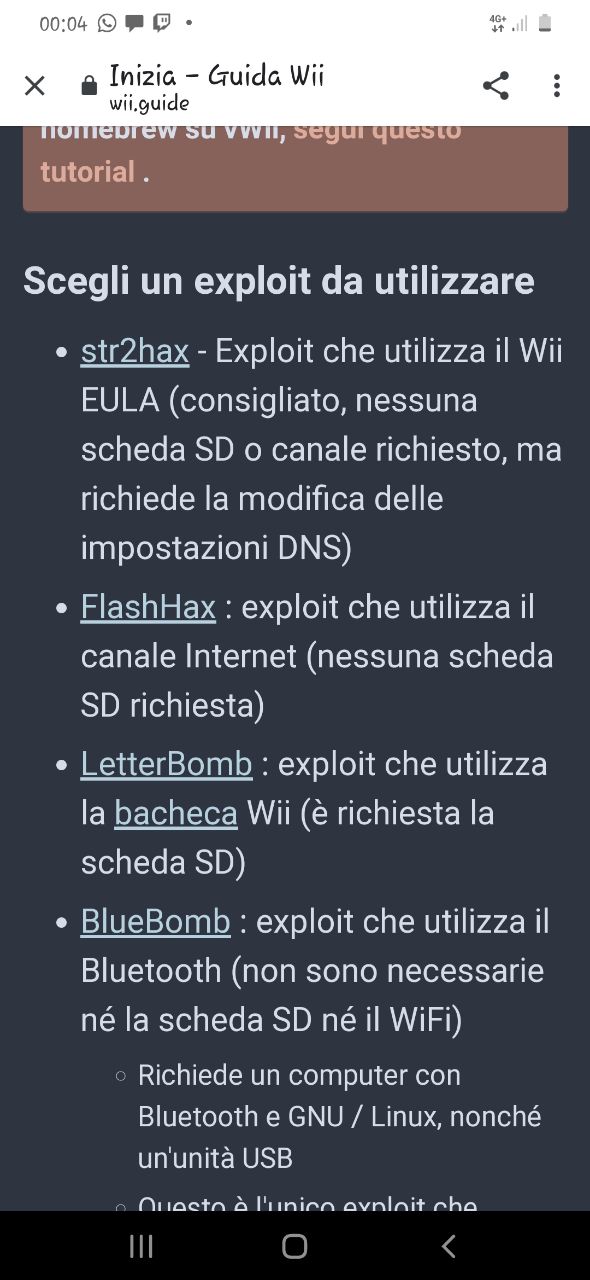 00:04
4G+
Inizia – Guida Wii
wii.guide
homebrew su vWii, segui questo
tutorial .
Scegli un exploit da utilizzare
• str2hax - Exploit che utilizza il Wii
EULA (consigliato, nessuna
scheda SD o canale richiesto, ma
richiede la modifica delle
impostazioni DNS)
• FlashHax : exploit che utilizza il
canale Internet (nessuna scheda
SD richiesta)
• LetterBomb : exploit che utilizza
la bacheca Wii (è richiesta la
scheda SD)
• BlueBomb : exploit che utilizza il
Bluetooth (non sono necessarie
né la scheda SD né il WiFi)
◦ Richiede un computer con
Bluetooth e GNU / Linux, nonché
un'unità USB
◦ Questo è l'unico exploit che